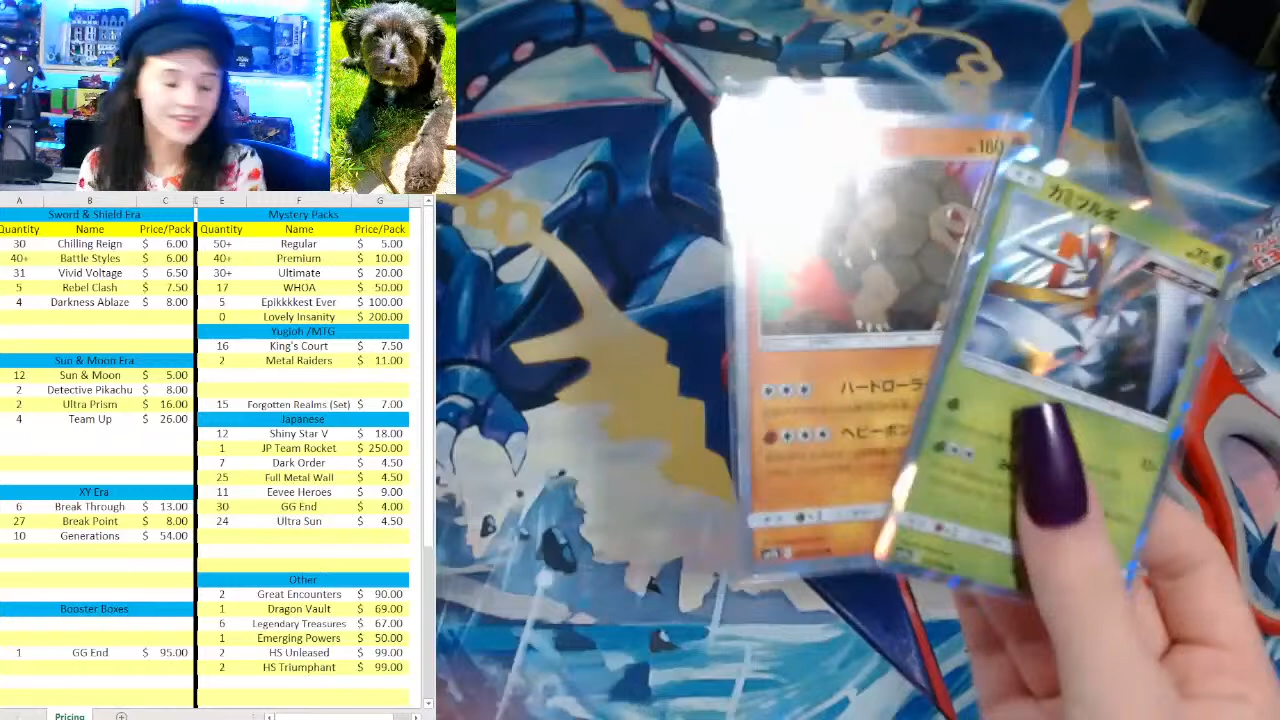 A B C E F G
Sword & Shield Era Mystery Packs
Quantity Name Price/Pack Quantity Name Price/Pack
30 Chilling Reign $ 6.00 50+ Regular $ 5.00
40+ Battle Styles $ 6.00 40+ Premium $ 10.00
31 Vivid Voltage $ 6.50 30+ Ultimate $ 20.00
5 Rebel Clash $ 7.50 17 WHOA $ 50.00
4 Darkness Ablaze $ 8.00 5 Epikkkkest Ever $ 100.00
0 Lovely Insanity $ 200.00
Yugioh /MTG
16 King's Court $ 7.50
Sun & Moon Era 2 Metal Raiders $ 11.00
12 Sun & Moon $ 5.00
2 Detective Pikachu $ 8.00
2 Ultra Prism $ 16.00 15 Forgotten Realms (Set) $ 7.00
4 Team Up $ 26.00 Japanese
12 Shiny Star V $ 18.00
1 JP Team Rocket $ 250.00
7 Dark Order $ 4.50
25 Full Metal Wall $ 4.50
XY Era 11 Eevee Heroes $ 9.00
6 Break Through $ 13.00 30 GG End $ 4.00
27 Break Point $ 8.00 24 Ultra Sun $ 4.50
10 Generations $ 54.00
Other
2 Great Encounters $ 90.00
Booster Boxes 1 Dragon Vault $ 69.00
6 Legendary Treasures $ 67.00
1 Emerging Powers $ 50.00
1 GG End $ 95.00 2 HS Unleased $ 99.00
2 HS Triumphant $ 99.00
Pricing
180
ハートローラー
ヘビーボン
カミツルギ